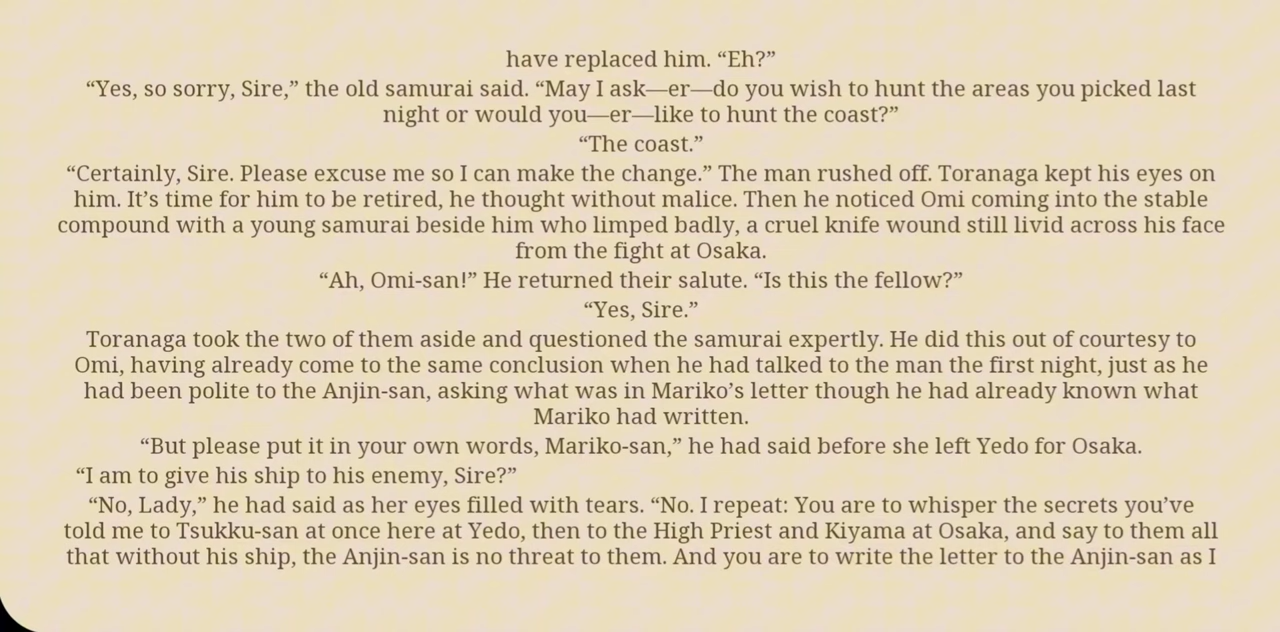 have replaced him. “Eh?”
“Yes, so sorry, Sire,” the old samurai said. “May I ask—er—do you wish to hunt the areas you picked last
night or would you—er—like to hunt the coast?”
“The coast.”
“Certainly, Sire. Please excuse me so I can make the change.” The man rushed off. Toranaga kept his eyes on
him. It’s time for him to be retired, he thought without malice. Then he noticed Omi coming into the stable
compound with a young samurai beside him who limped badly, a cruel knife wound still livid across his face
from the fight at Osaka.
“Ah, Omi-san!” He returned their salute. “Is this the fellow?”
“Yes, Sire.”
Toranaga took the two of them aside and questioned the samurai expertly. He did this out of courtesy to
Omi, having already come to the same conclusion when he had talked to the man the first night, just as he
had been polite to the Anjin-san, asking what was in Mariko’s letter though he had already known what
Mariko had written.
“But please put it in your own words, Mariko-san,” he had said before she left Yedo for Osaka.
“I am to give his ship to his enemy, Sire?”
“No, Lady,” he had said as her eyes filled with tears. “No. I repeat: You are to whisper the secrets you’ve
told me to Tsukku-san at once here at Yedo, then to the High Priest and Kiyama at Osaka, and say to them all
that without his ship, the Anjin-san is no threat to them. And you are to write the letter to the Anjin-san as I